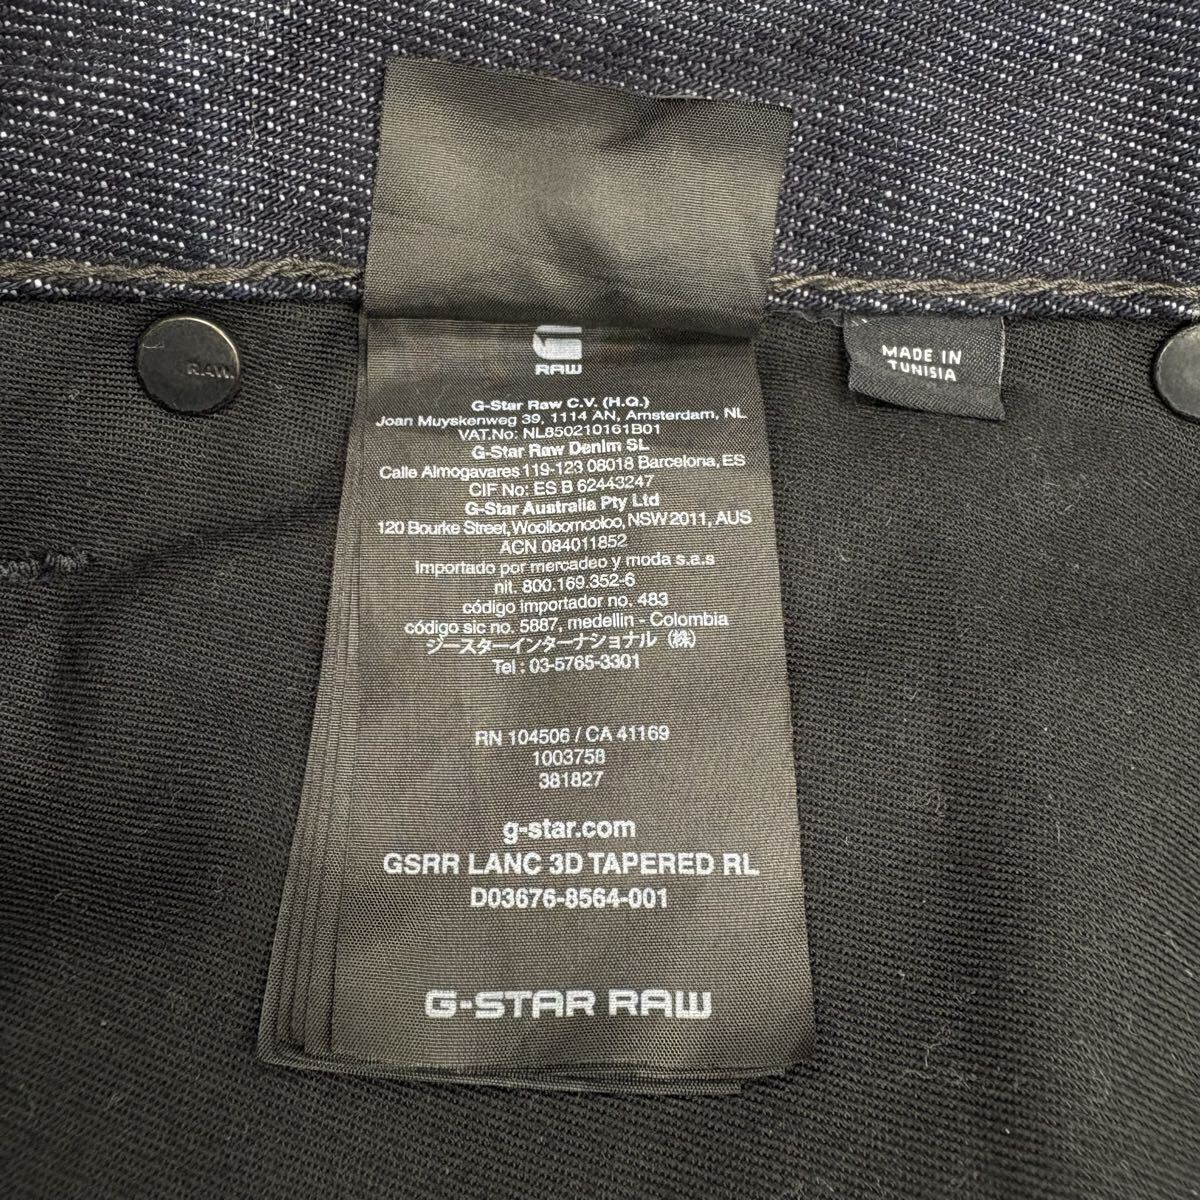 RAW
G-Star Raw C.V. (H.Q.)
Joan Muyskenweg 39, 1114 AN, Amsterdam, NL
VAT.No: NL850210161B01
G-Star Raw Denim SL
Calle Almogavares 119-123 08018 Barcelona, ES
CIF No: ES B 62443247
G-Star Australia Pty Ltd
120 Bourke Street, Woolloomooloo, NSW 2011, AUS
ACN 084011852
Importado por mercadeo y moda s.a.s
nit. 800.169.352-6
código importador no. 483
código sic no. 5887, medellin - Colombia
ジースターインターナショナル（株）
Tel : 03-5765-3301
RN 104506 / CA 41169
1003758
381827
g-star.com
GSRR LANC 3D TAPERED RL
D03676-8564-001
G-STAR RAW
RAW.
MADE IN
TUNISIA